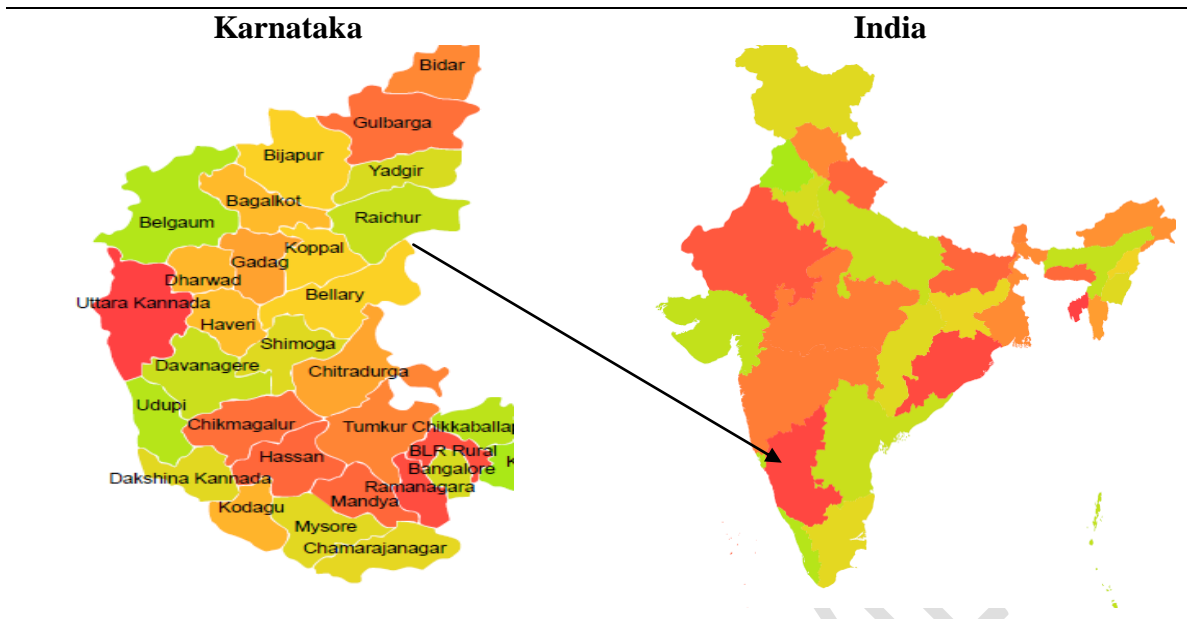 Karnataka
India
Bidar
Gulbarga
Bijapur
Yadgir
Bagalkot
Raichur
Belgaum
Koppal
Gadag
Dharwad
Bellary
Uttara Kannada
Haveri
Shimoga
Davanagere
Chitradurga
Udupi
Chikmagalur
Tumkur
Chikkaballap
BLR Rural
Hassan
Bangalore
K
Dakshina Kannada
Ramanagara
Mandya
Kodagu
Mysore
Chamarajanagar